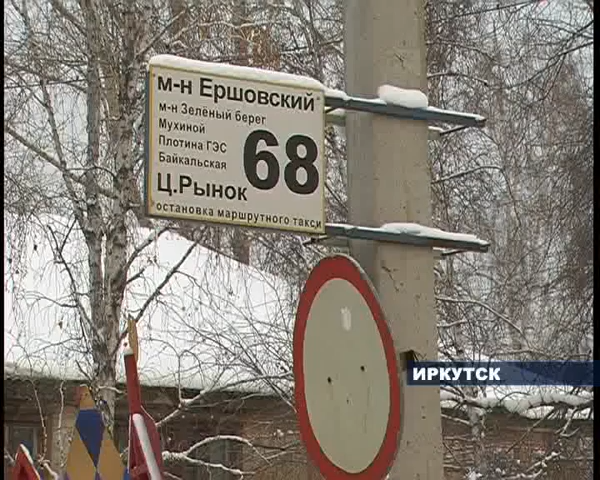 м-н Ершовский
м-н Зелёный берег
Мухиной
Плотина ГЭС
Байкальская
68
Ц.Рынок
остановка маршрутного такси
ИРКУТСК